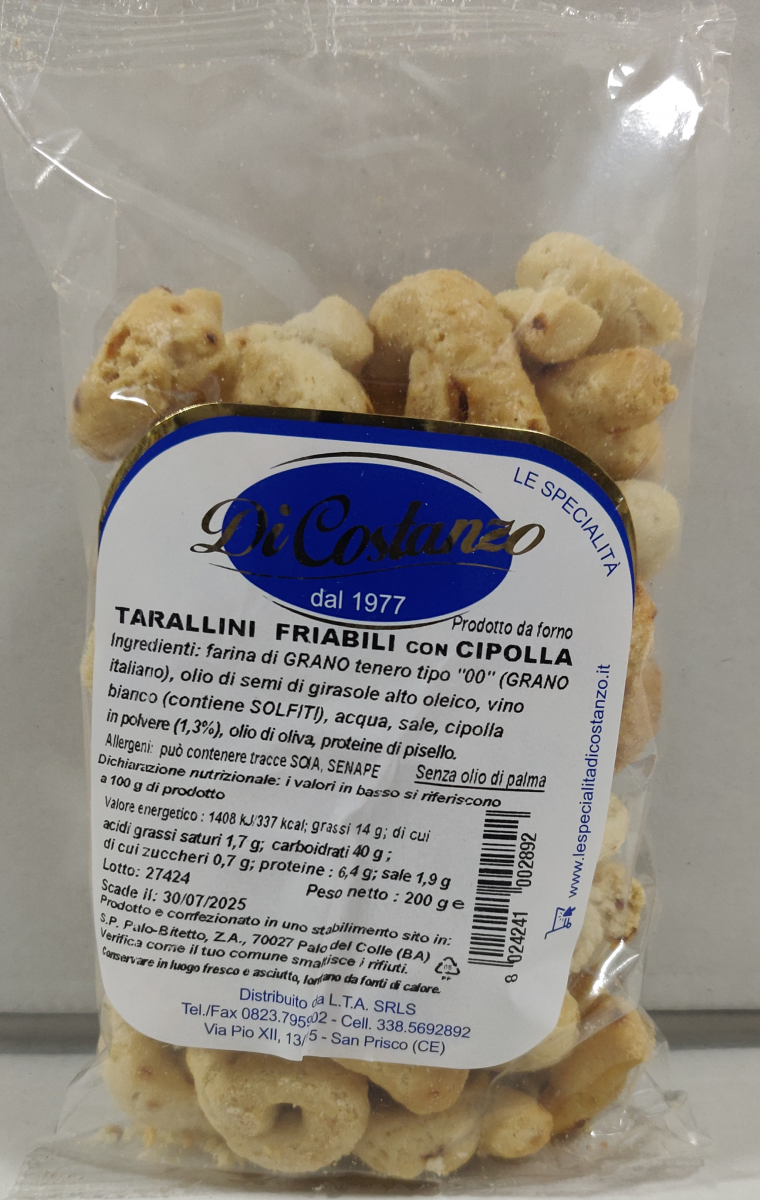 LE SPECIALITÀ
Di Costanzo
dal 1977
Prodotto da forno
TARALLINI FRIABILI CON CIPOLLA
Ingredienti: farina di GRANO tenero tipo "00" (GRANO
italiano), olio di semi di girasole alto oleico, vino
bianco (contiene SOLFITI), acqua, sale, cipolla
in polvere (1,3%), olio di oliva, proteine di pisello.
Allergeni: può contenere tracce SOIA, SENAPE
Senza olio di palma
Dichiarazione nutrizionale: i valori in basso si riferiscono
a 100 g di prodotto
Valore energetico : 1408 kJ/337 kcal; grassi 14 g; di cui
acidi grassi saturi 1,7 g; carboidrati 40 g ;
di cui zuccheri 0,7 g; proteine : 6,4 g; sale 1,9 g
Lotto: 27424
Peso netto : 200 g e
Scade il: 30/07/2025
Prodotto e confezionato in uno stabilimento sito in:
S.P. Palo-Bitetto, Z.A., 70027 Palo del Colle (BA)
Verifica come il tuo comune smaltisce i rifiuti.
Conservare in luogo fresco e asciutto, lontano da fonti di calore.
PP
Distribuito da L.T.A. SRLS
Tel./Fax 0823.795502 - Cell. 338.5692892
Via Pio XII, 13/5 - San Prisco (CE)
8 024241 002892
www.lespecialitadicostanzo.it